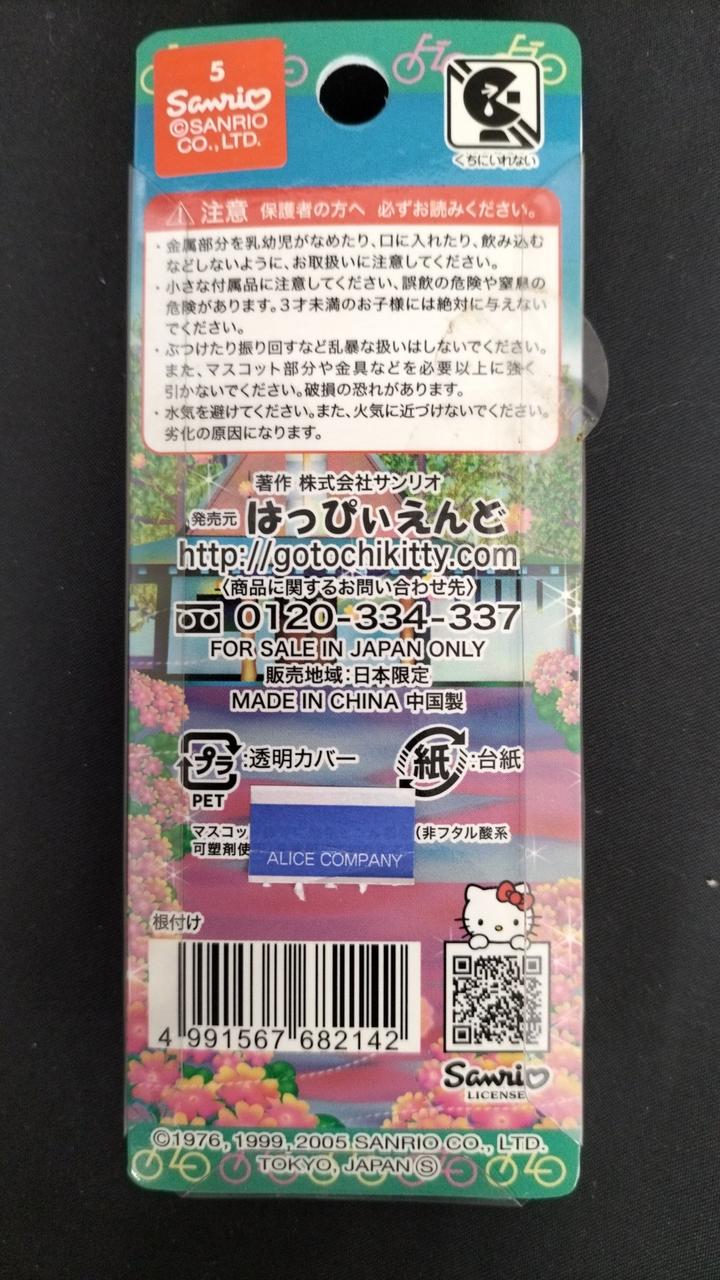 5
Sanrio
©SANRIO
CO.,LTD.
くちにいれない
注意 保護者の方へ 必ずお読みください。
・金属部分を乳幼児がなめたり、口に入れたり、飲み込む
などしないように、お取扱いに注意してください。
・小さな付属品に注意してください、誤飲の危険や窒息の
危険があります。3才未満のお子様には絶対に与えない
でください。
・ぶつけたり振り回すなど乱暴な扱いはしないでください。
また、マスコット部分や金具などを必要以上に強く
引かないでください。破損の恐れがあります。
・水気を避けてください。また、火気に近づけないでください。
劣化の原因になります。
著作 株式会社サンリオ
発売元 はっぴぃえんど
http://gotochikitty.com
〈商品に関するお問い合わせ先〉
0120-334-337
FOR SALE IN JAPAN ONLY
販売地域:日本限定
MADE IN CHINA 中国製
プラ :透明カバー 紙 :台紙
PET
マスコッ (非フタル酸系
可塑剤使
ALICE COMPANY
根付け
4 991567 682142
Sanrio
LICENSE
©1976, 1999, 2005 SANRIO CO., LTD.
TOKYO, JAPAN Ⓢ